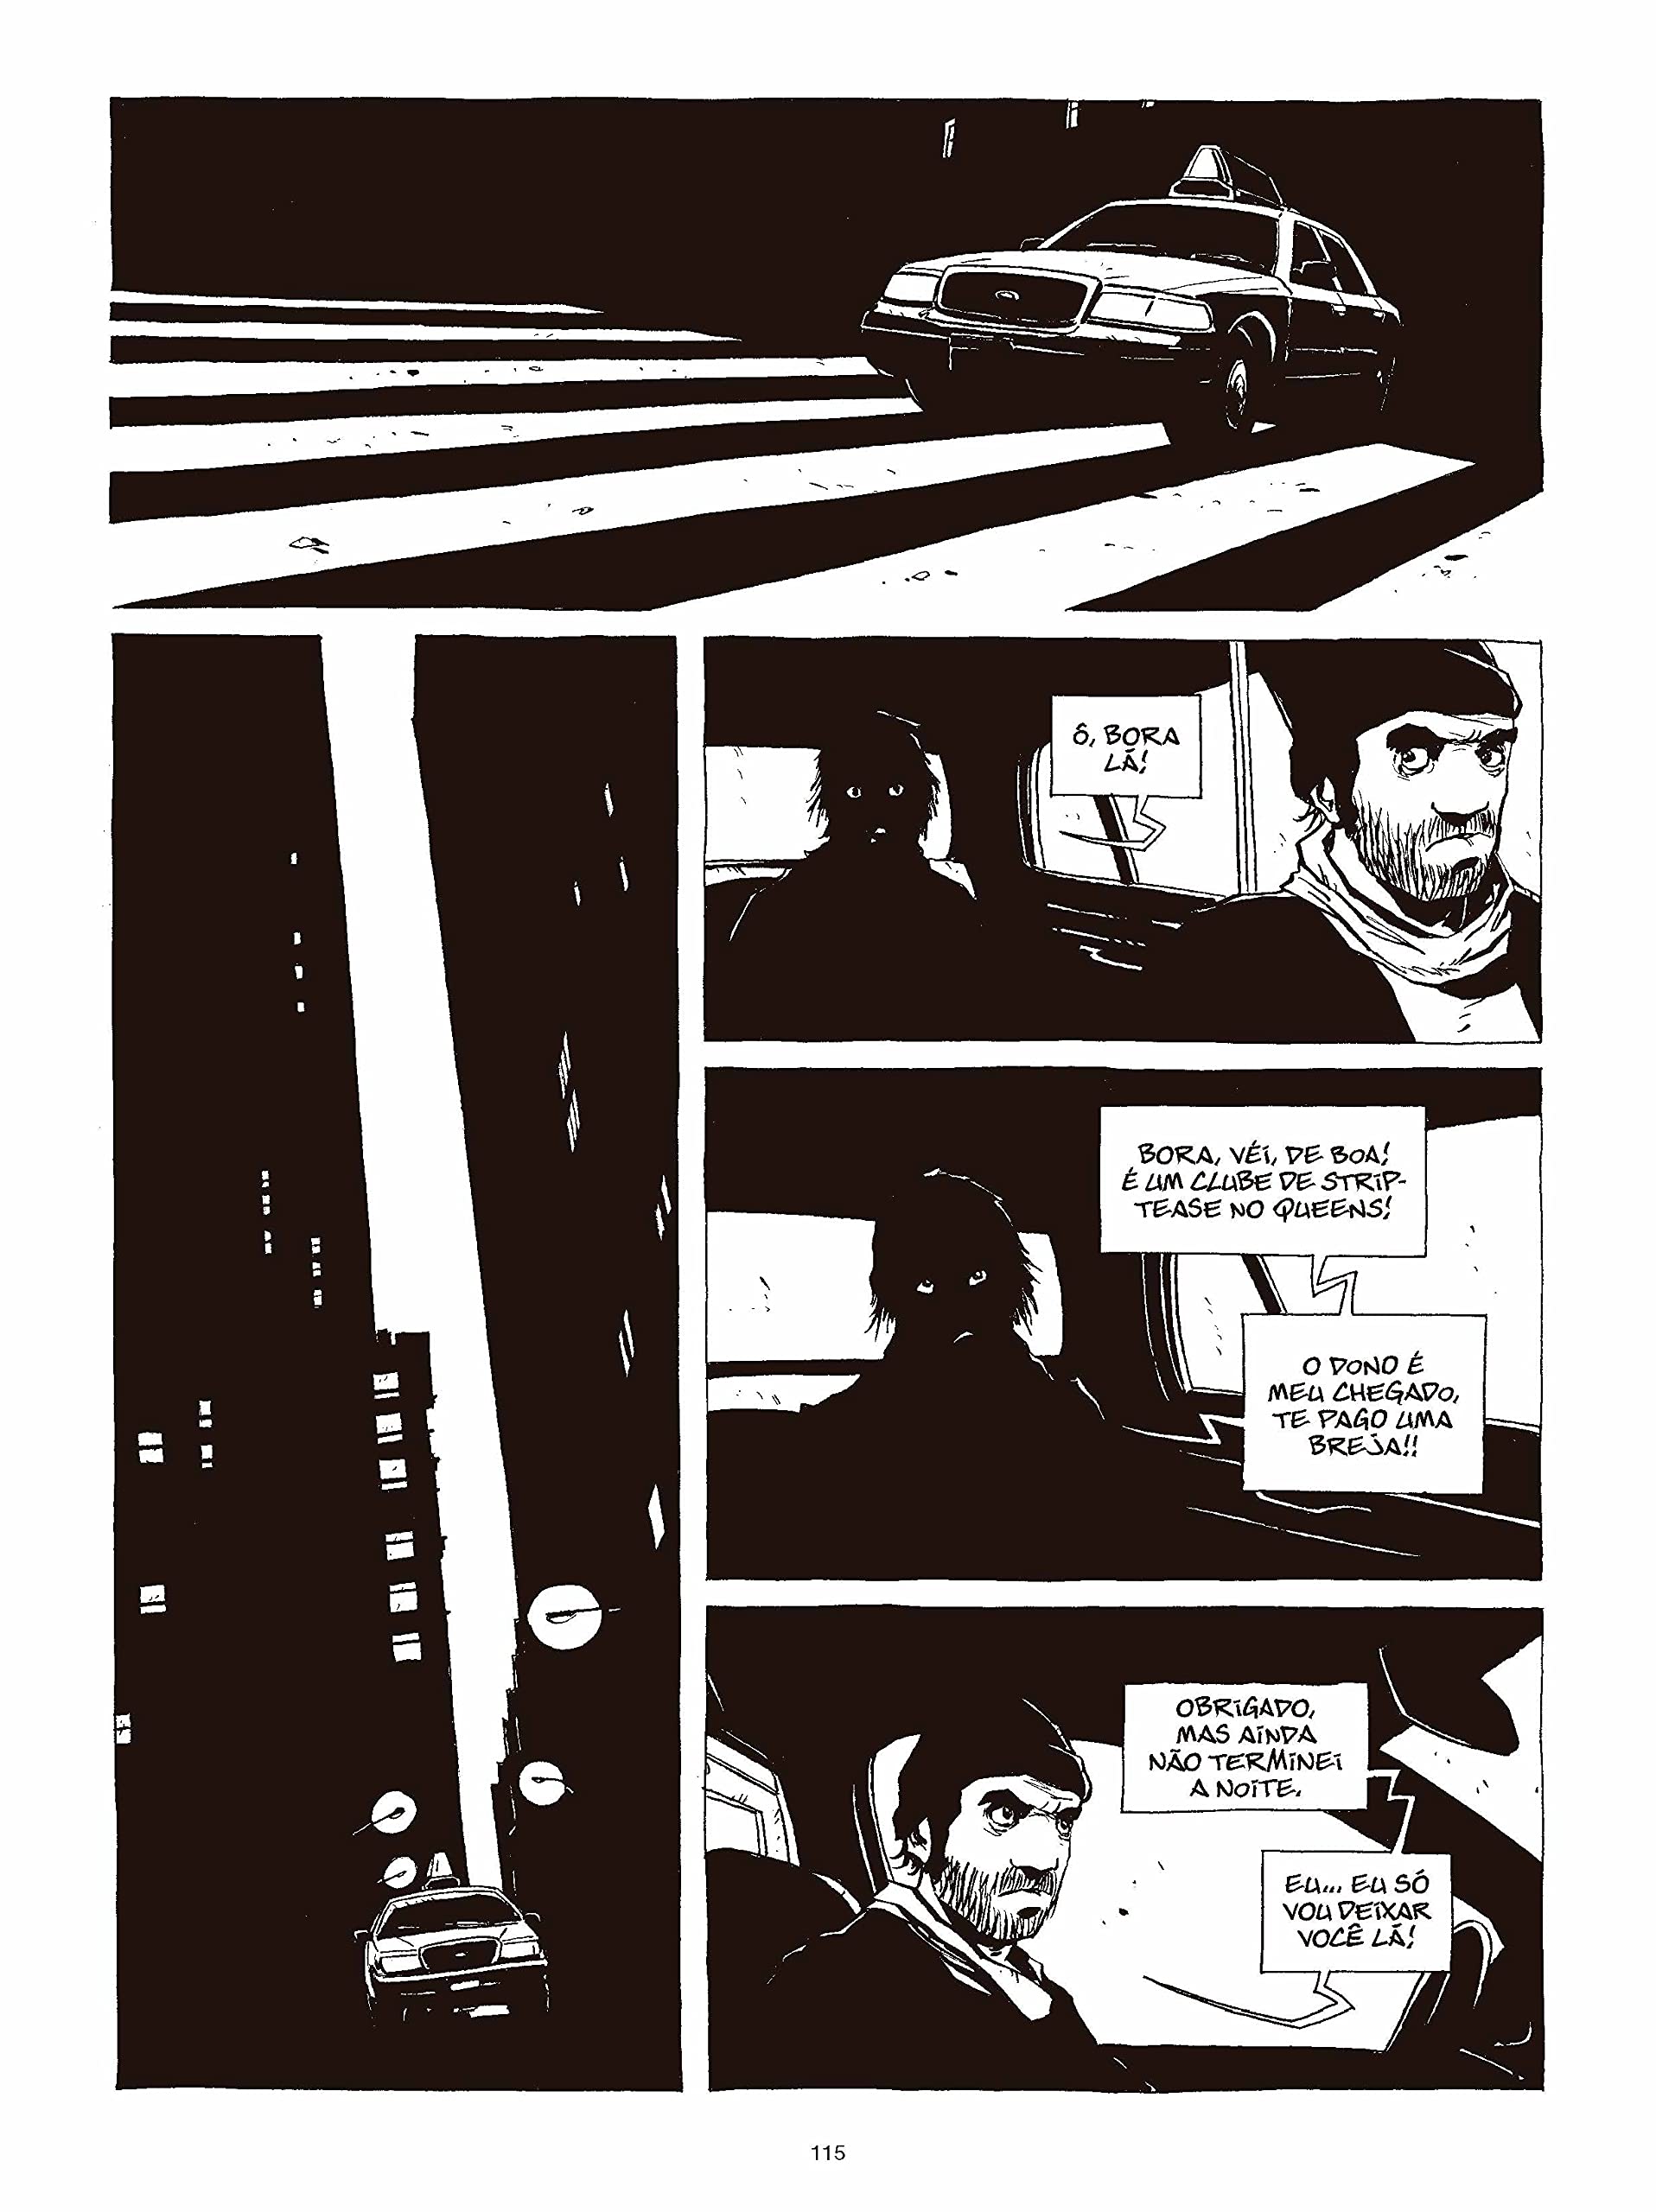 Ô, BORA
LÁ!
BORA, VÉI, DE BOA!
É UM CLUBE DE STRIP-
TEASE NO QUEENS!
O DONO É
MEU CHEGADO,
TE PAGO UMA
BREJA!!
OBRIGADO,
MAS AINDA
NÃO TERMINEI
A NOITE.
EU... EU SÓ
VOU DEIXAR
VOCÊ LÁ!
115